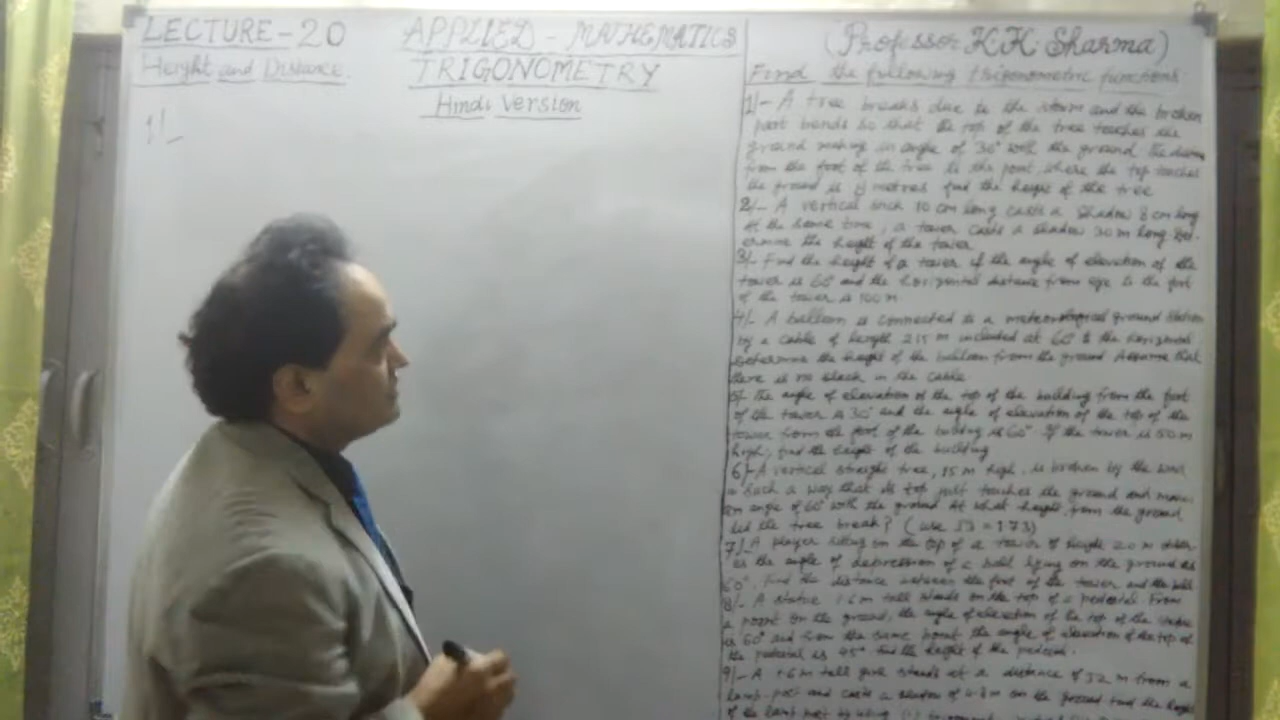 LECTURE-20
Height and Distance.
1/-
APPLIED - MATHEMATICS
TRIGONOMETRY
Hindi Version
(Professor K.K. Sharma)
Find the following trigonometric functions:
1/- A tree breaks due to the storm and the broken
part bends so that the top of the tree touches the
ground making an angle of 30° with the ground. The
from the foot of the tree to the point where the top touches
the ground is 8 metres find the height of the tree
2/- A vertical stick 10 cm long casts a shadow 8 cm long
At the same time, a tower casts a shadow 30 m long. Det-
ermine the height of the tower
3/- Find the height of a tower if the angle of elevation of the
tower is 60° and the horizontal distance from eye to the foot
of the tower is 100 m
4/- A balloon is connected to a meteorological ground station
by a cable of length 215 m inclined at 60° to the horizontal
Determine the height of the balloon from the ground Assume that
there is no slack in the cable
5/- The angle of elevation of the top of the building from the foot
of the tower is 30° and the angle of elevation of the top of the
tower from the foot of the building is 60°. If the tower is 50 m
high, find the height of the building
6/- A vertical straight tree, 15 m high, is broken by the wind
in such a way that its top just touches the ground and makes
an angle of 60° with the ground At what height from the ground
did the tree break? (use √3 = 1.73)
7/- A player sitting on the top of a tower of height 20 m
the angle of depression of a ball lying on the ground as
60°. Find the distance between the foot of the tower and the ball
8/- A statue 1.6 m tall stands on the top of a pedestal. From
a point on the ground, the angle of elevation of the top of the statue
is 60° and from the same point the angle of elevation of the top of
the pedestal is 45° find the height of the pedestal.
9/- A 1.6 m tall girl stands at a distance of 3.2 m from a
lamp-post and casts a shadow of 4.8 m on the ground find the height
of the lamp post by using